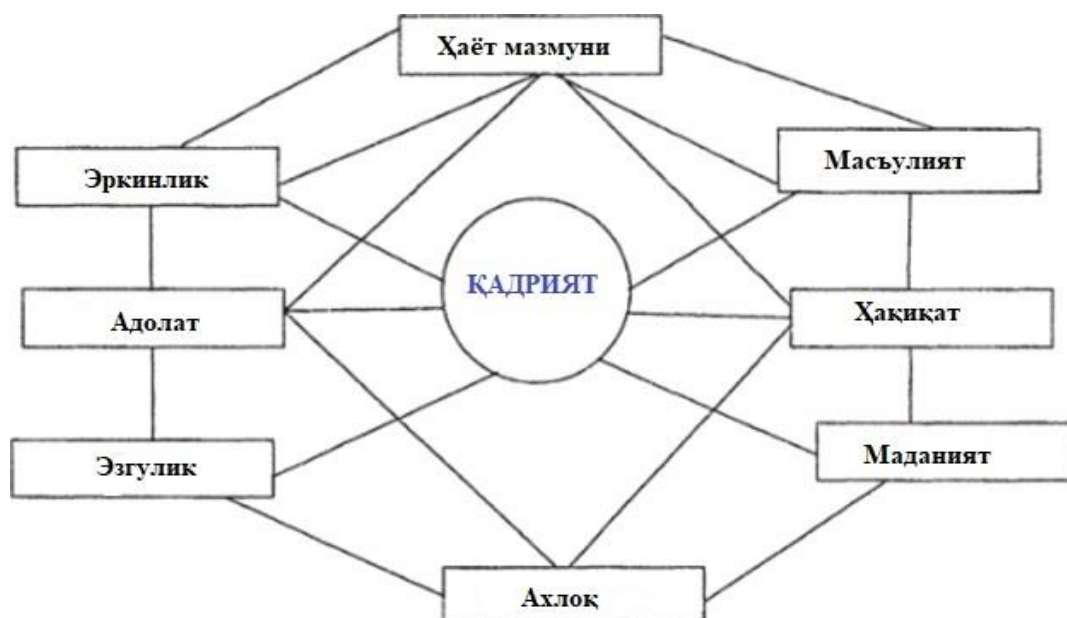 Ҳаёт мазмуни
Эркинлик
Масъулият
ҚАДРИЯТ
Адолат
Ҳақиқат
Эзгулик
Маданият
Ахлоқ